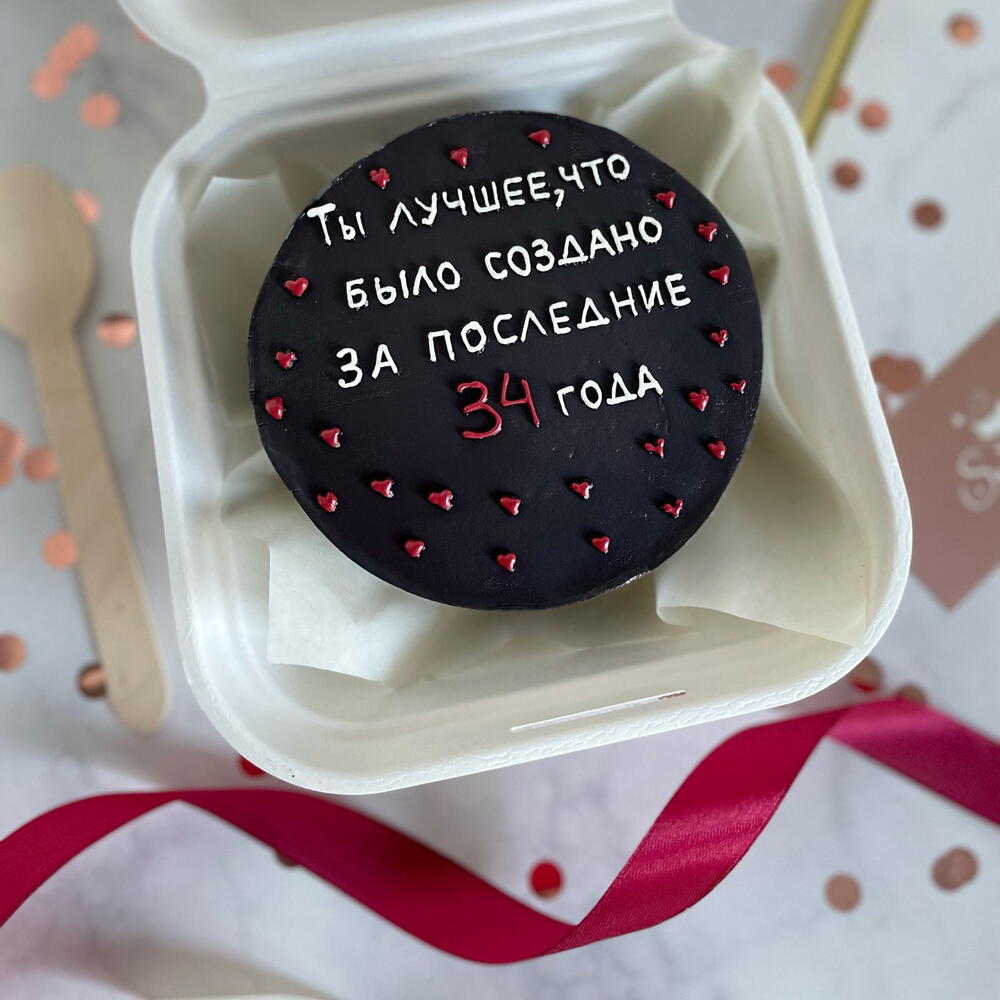 Ты лучшее,что
было создано
за последние
34 года